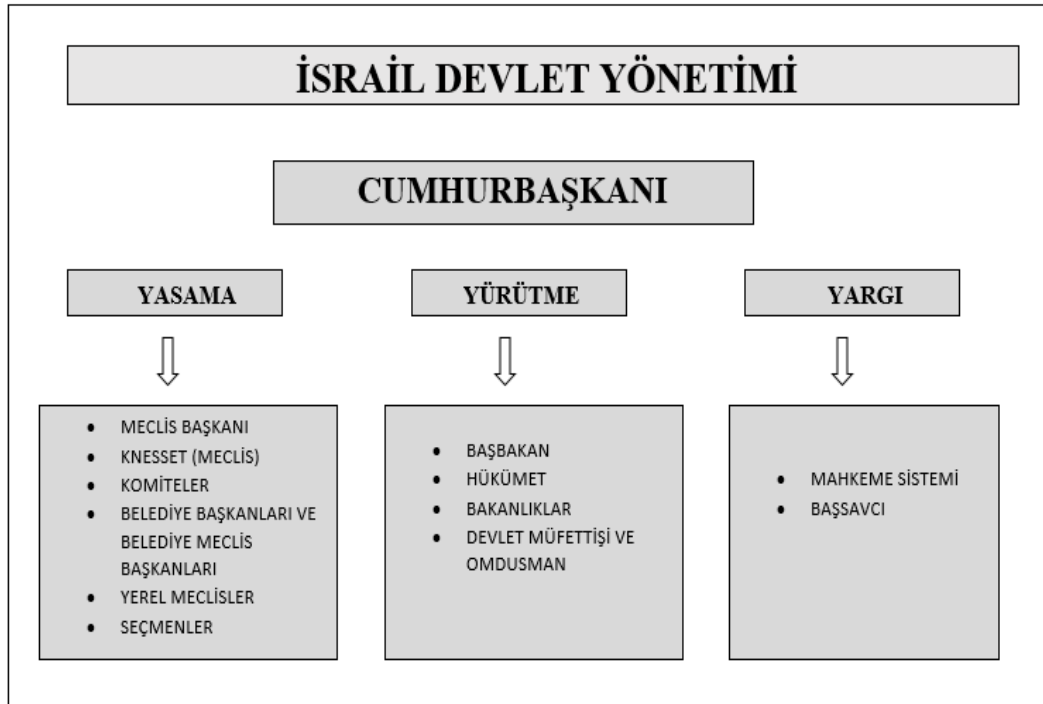 İSRAİL DEVLET YÖNETİMİ
CUMHURBAŞKANI
YASAMA
YÜRÜTME
YARGI
• MECLİS BAŞKANI
• KNESSET (MECLİS)
• KOMİTELER
• BELEDİYE BAŞKANLARI VE
BELEDİYE MECLİS
BAŞKANLARI
• YEREL MECLİSLER
• SEÇMENLER
• BAŞBAKAN
• HÜKÜMET
• BAKANLIKLAR
• DEVLET MÜFETTİŞİ VE
OMDUSMAN
• MAHKEME SİSTEMİ
• BAŞSAVCI